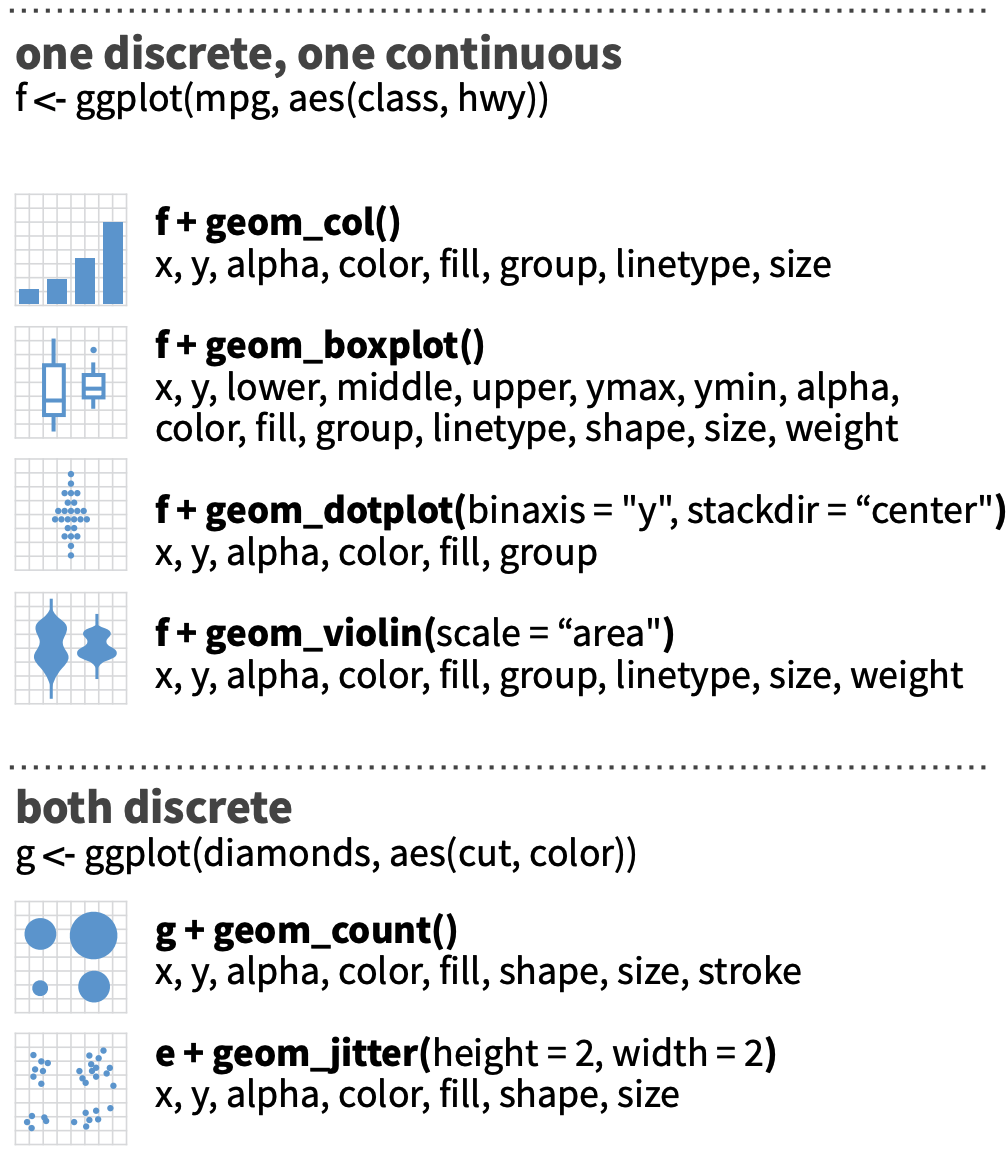 one discrete, one continuous
f <- ggplot(mpg, aes(class, hwy))
f + geom_col()
x, y, alpha, color, fill, group, linetype, size
f + geom_boxplot()
x, y, lower, middle, upper, ymax, ymin, alpha,
color, fill, group, linetype, shape, size, weight
f + geom_dotplot(binaxis = "y", stackdir = “center")
x, y, alpha, color, fill, group
f + geom_violin(scale = “area")
x, y, alpha, color, fill, group, linetype, size, weight
both discrete
g <- ggplot(diamonds, aes(cut, color))
g + geom_count()
x, y, alpha, color, fill, shape, size, stroke
e + geom_jitter(height = 2, width = 2)
x, y, alpha, color, fill, shape, size